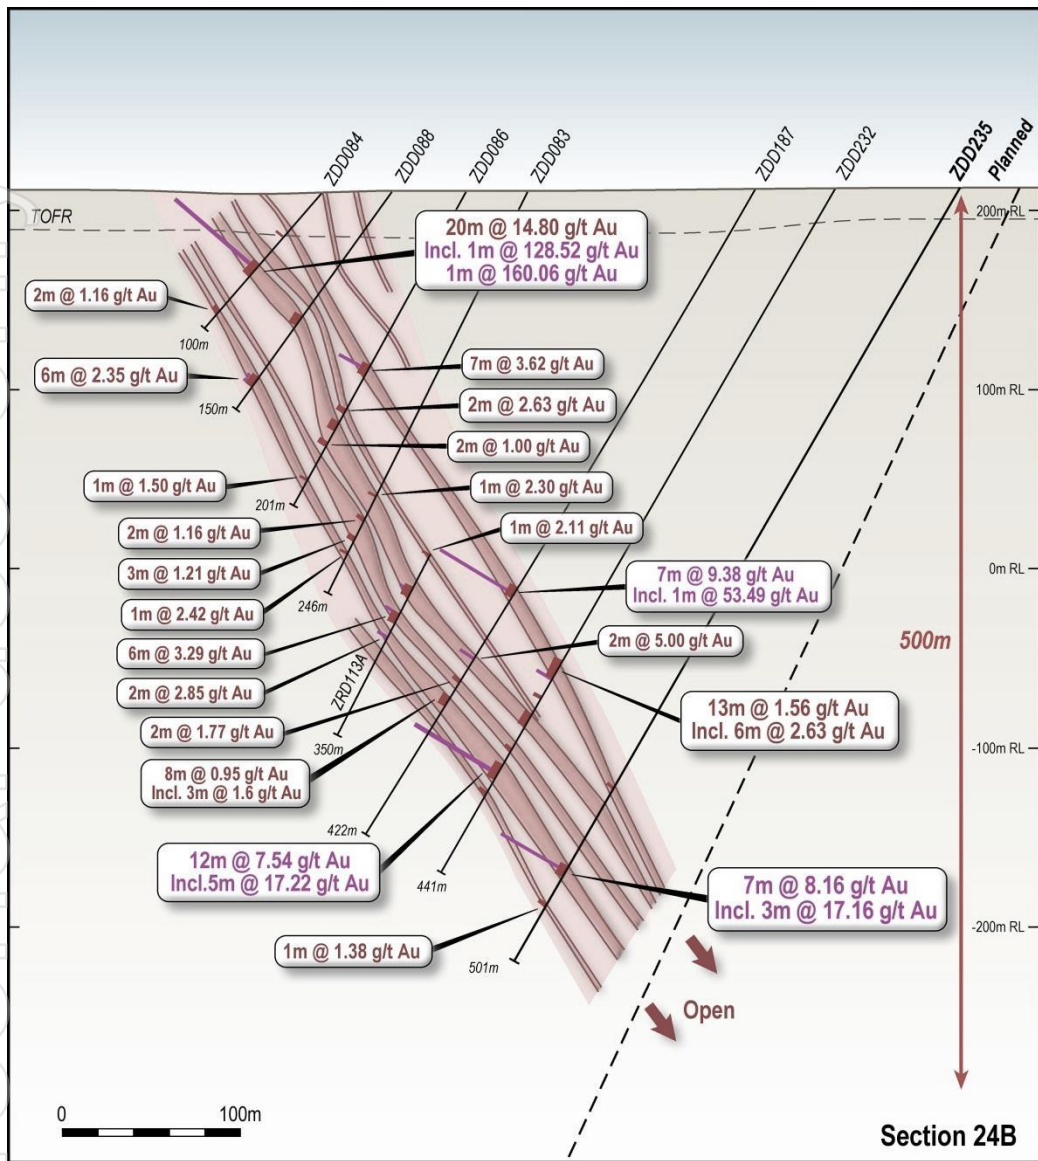 ZDD084
ZDD088
ZDD086
ZDD083
ZDD187
ZDD232
ZDD235
Planned
TOFR
200m RL
20m @ 14.80 g/t Au
Incl. 1m @ 128.52 g/t Au
1m @ 160.06 g/t Au
2m @ 1.16 g/t Au
100m
6m @ 2.35 g/t Au
150m
7m @ 3.62 g/t Au
100m RL
2m @ 2.63 g/t Au
2m @ 1.00 g/t Au
1m @ 1.50 g/t Au
201m
1m @ 2.30 g/t Au
2m @ 1.16 g/t Au
1m @ 2.11 g/t Au
3m @ 1.21 g/t Au
0m RL
7m @ 9.38 g/t Au
Incl. 1m @ 53.49 g/t Au
1m @ 2.42 g/t Au
246m
6m @ 3.29 g/t Au
2m @ 5.00 g/t Au
500m
2m @ 2.85 g/t Au
ZRD113A
13m @ 1.56 g/t Au
Incl. 6m @ 2.63 g/t Au
2m @ 1.77 g/t Au
350m
-100m RL
8m @ 0.95 g/t Au
Incl. 3m @ 1.6 g/t Au
422m
12m @ 7.54 g/t Au
Incl.5m @ 17.22 g/t Au
441m
7m @ 8.16 g/t Au
Incl. 3m @ 17.16 g/t Au
-200m RL
1m @ 1.38 g/t Au
501m
Open
0 100m
Section 24B